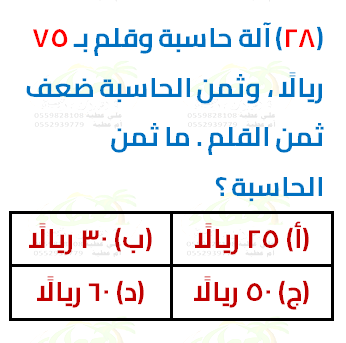 (٢٨) آلة حاسبة وقلم بـ ٧٥
ريالًا ، وثمن الحاسبة ضعف
ثمن القلم . ما ثمن
الحاسبة ؟
(أ) ٢٥ ريالًا (ب) ٣٠ ريالًا
(ج) ٥٠ ريالًا (د) ٦٠ ريالًا